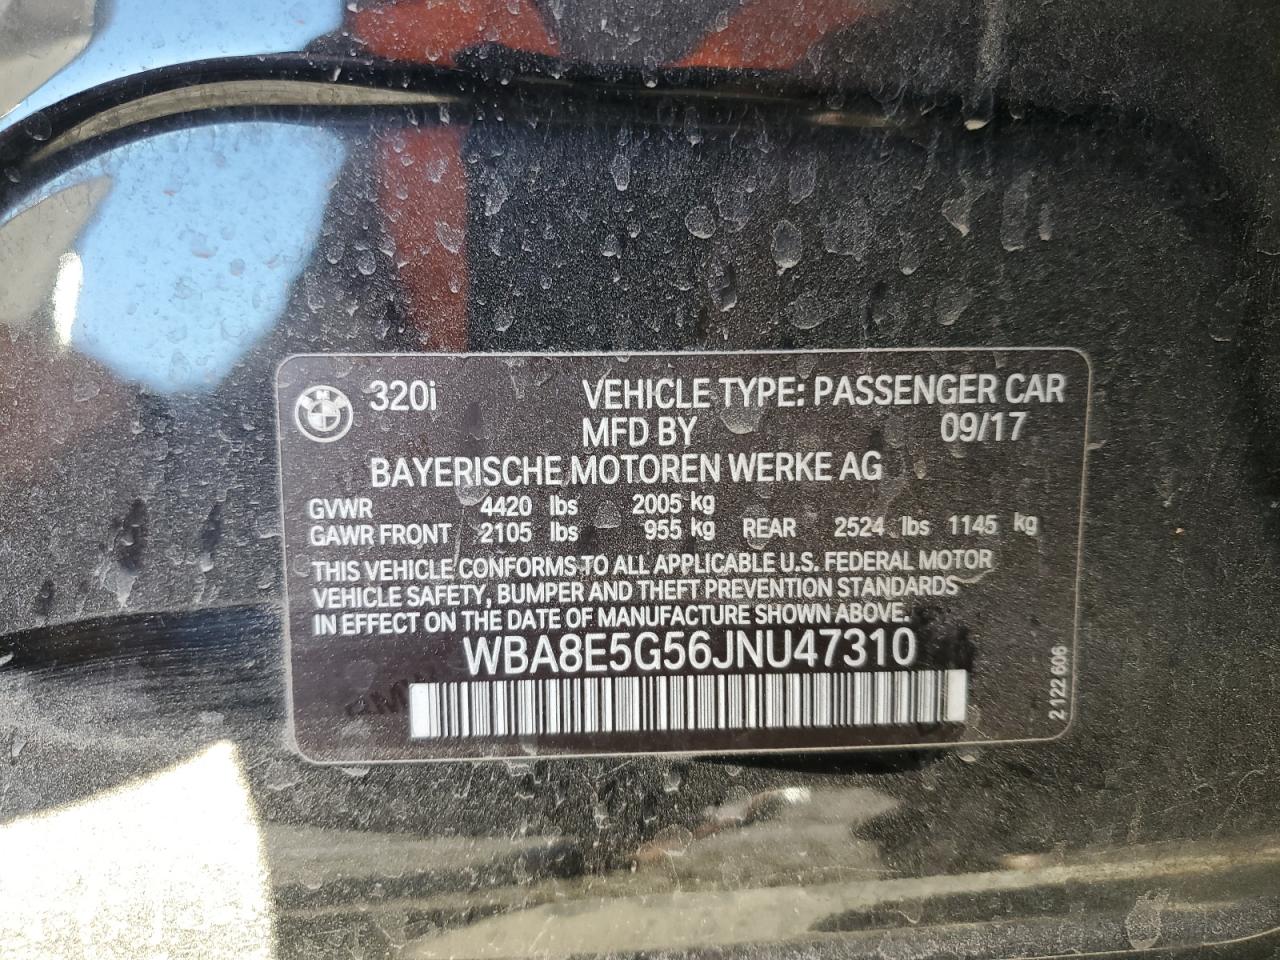 320i VEHICLE TYPE: PASSENGER CAR
MFD BY 09/17
BAYERISCHE MOTOREN WERKE AG
GVWR 4420 lbs 2005 kg
GAWR FRONT 2105 lbs 955 kg REAR 2524 lbs 1145 kg
THIS VEHICLE CONFORMS TO ALL APPLICABLE U.S. FEDERAL MOTOR
VEHICLE SAFETY, BUMPER AND THEFT PREVENTION STANDARDS
IN EFFECT ON THE DATE OF MANUFACTURE SHOWN ABOVE.
WBA8E5G56JNU47310
2 122 606